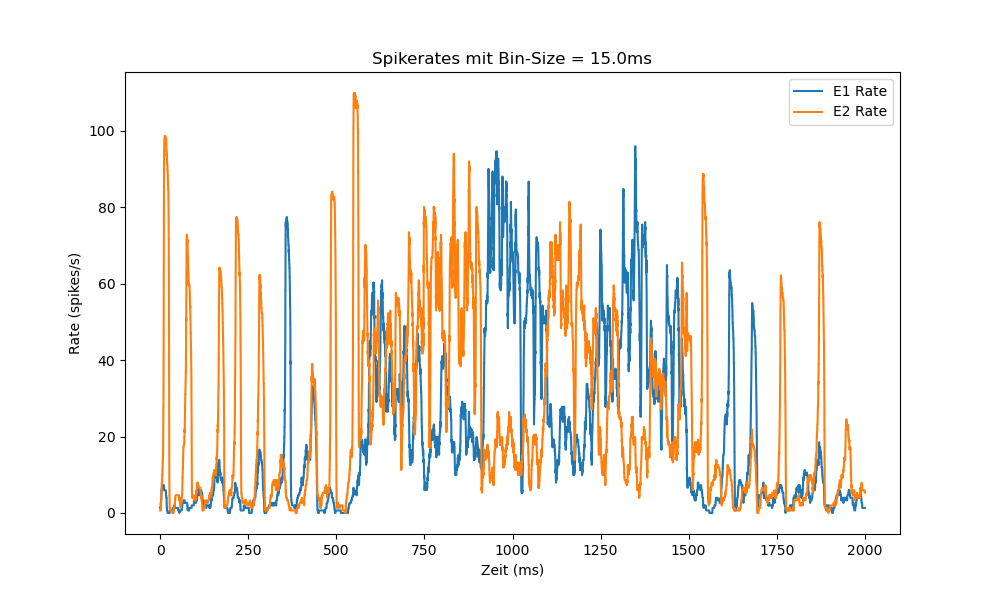 Spikerates mit Bin-Size = 15.0ms
E1 Rate
E2 Rate
Rate (spikes/s)
100
80
60
40
20
0
0 250 500 750 1000 1250 1500 1750 2000
Zeit (ms)